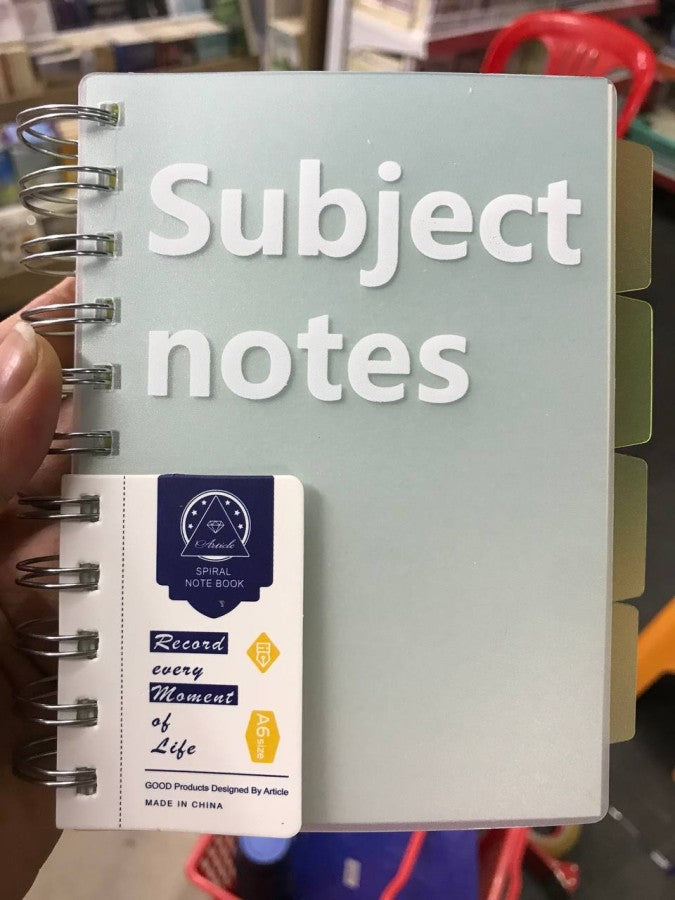 Subject
notes
Article
SPIRAL
NOTE BOOK
Record
every
Moment
of
Life
A6 size
GOOD Products Designed By Article
MADE IN CHINA